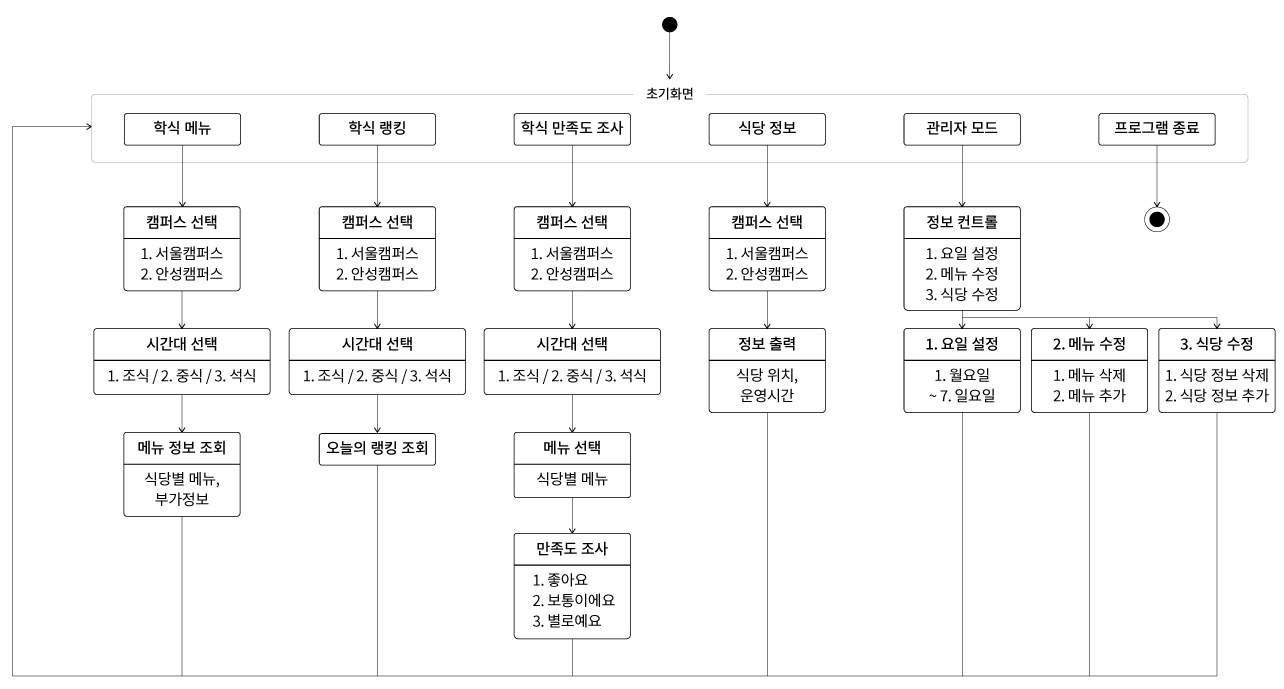 초기화면
학식 메뉴
학식 랭킹
학식 만족도 조사
식당 정보
관리자 모드
프로그램 종료
캠퍼스 선택
1. 서울캠퍼스
2. 안성캠퍼스
캠퍼스 선택
1. 서울캠퍼스
2. 안성캠퍼스
캠퍼스 선택
1. 서울캠퍼스
2. 안성캠퍼스
캠퍼스 선택
1. 서울캠퍼스
2. 안성캠퍼스
정보 컨트롤
1. 요일 설정
2. 메뉴 수정
3. 식당 수정
시간대 선택
1. 조식 / 2. 중식 / 3. 석식
시간대 선택
1. 조식 / 2. 중식 / 3. 석식
시간대 선택
1. 조식 / 2. 중식 / 3. 석식
정보 출력
식당 위치,
운영시간
1. 요일 설정
1. 월요일
~ 7. 일요일
2. 메뉴 수정
1. 메뉴 삭제
2. 메뉴 추가
3. 식당 수정
1. 식당 정보 삭제
2. 식당 정보 추가
메뉴 정보 조회
식당별 메뉴,
부가정보
오늘의 랭킹 조회
메뉴 선택
식당별 메뉴
만족도 조사
1. 좋아요
2. 보통이에요
3. 별로예요